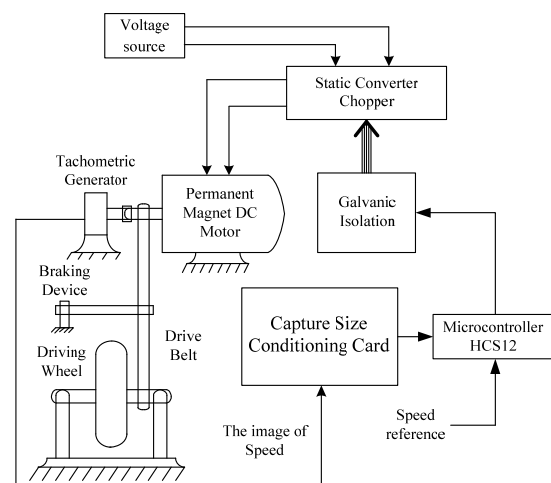 Voltage
source
Static Converter
Chopper
Tachometric
Generator
Permanent
Magnet DC
Motor
Galvanic
Isolation
Braking
Device
Driving
Wheel
Drive
Belt
Capture Size
Conditioning Card
Microcontroller
HCS12
The image of
Speed
Speed
reference